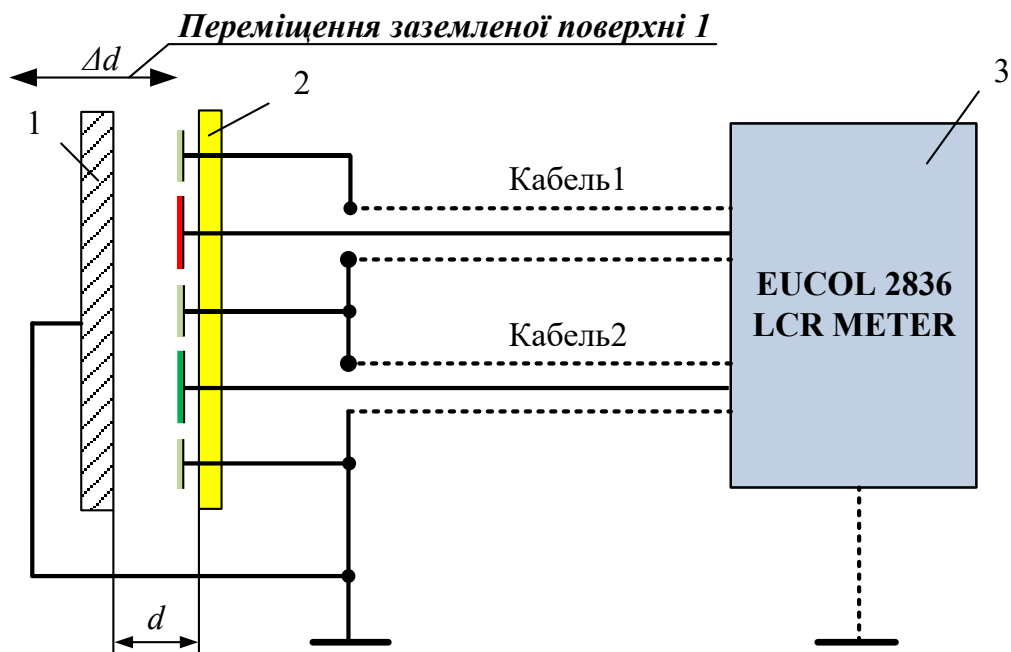 Переміщення заземленої поверхні 1
Δd
1
2
3
Кабель1
Кабель2
EUCOL 2836
LCR METER
d